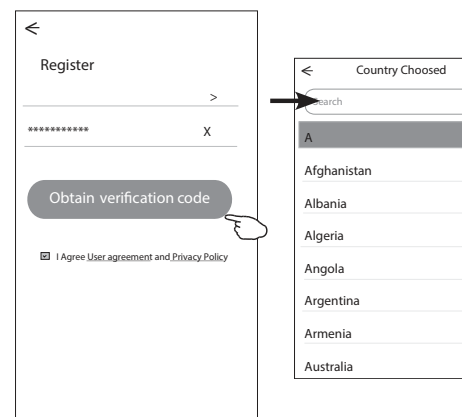 Register
>
*********** X
Obtain verification code
I Agree User agreement and Privacy Policy
Country Choosed
Search
A
Afghanistan
Albania
Algeria
Angola
Argentina
Armenia
Australia